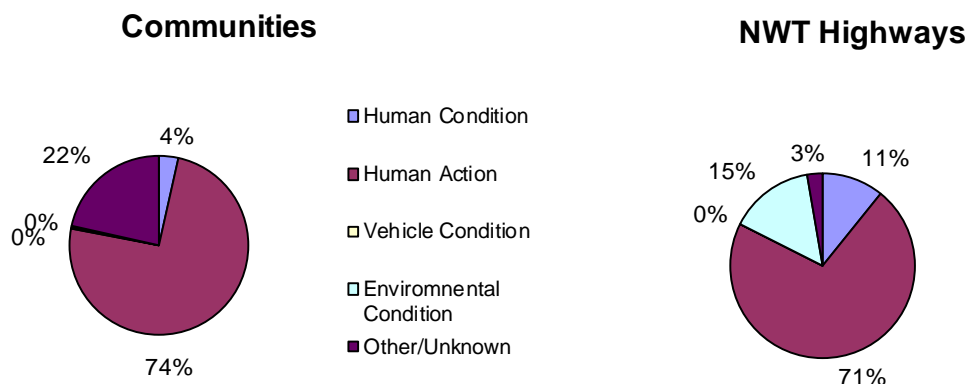 Communities
22%
4%
0%
0%
74%
Human Condition
Human Action
Vehicle Condition
Enviromnental
Condition
Other/Unknown
NWT Highways
15%
3%
11%
0%
71%